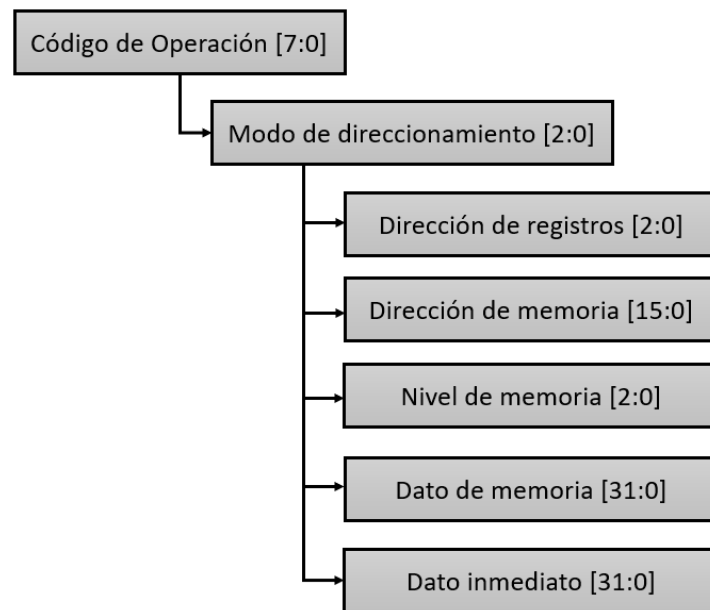 Código de Operación [7:0]
Modo de direccionamiento [2:0]
Dirección de registros [2:0]
Dirección de memoria [15:0]
Nivel de memoria [2:0]
Dato de memoria [31:0]
Dato inmediato [31:0]